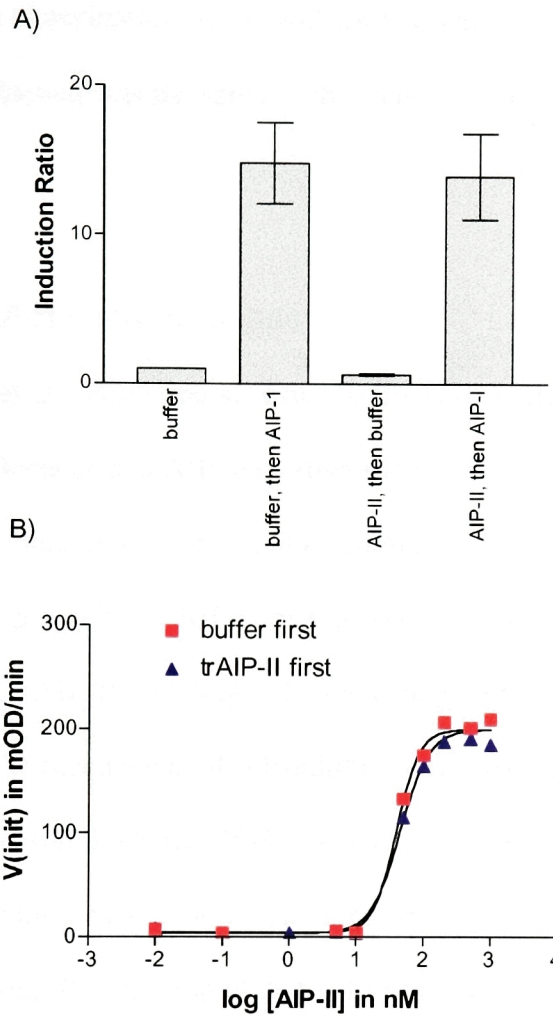 A)
Induction Ratio
20
10
0
buffer
buffer, then AIP-1
AIP-II, then buffer
AIP-II, then AIP-I
B)
V(init) in mOD/min
300
200
100
0
buffer first
trAIP-II first
-3 -2 -1 0 1 2 3 4
log [AIP-II] in nM